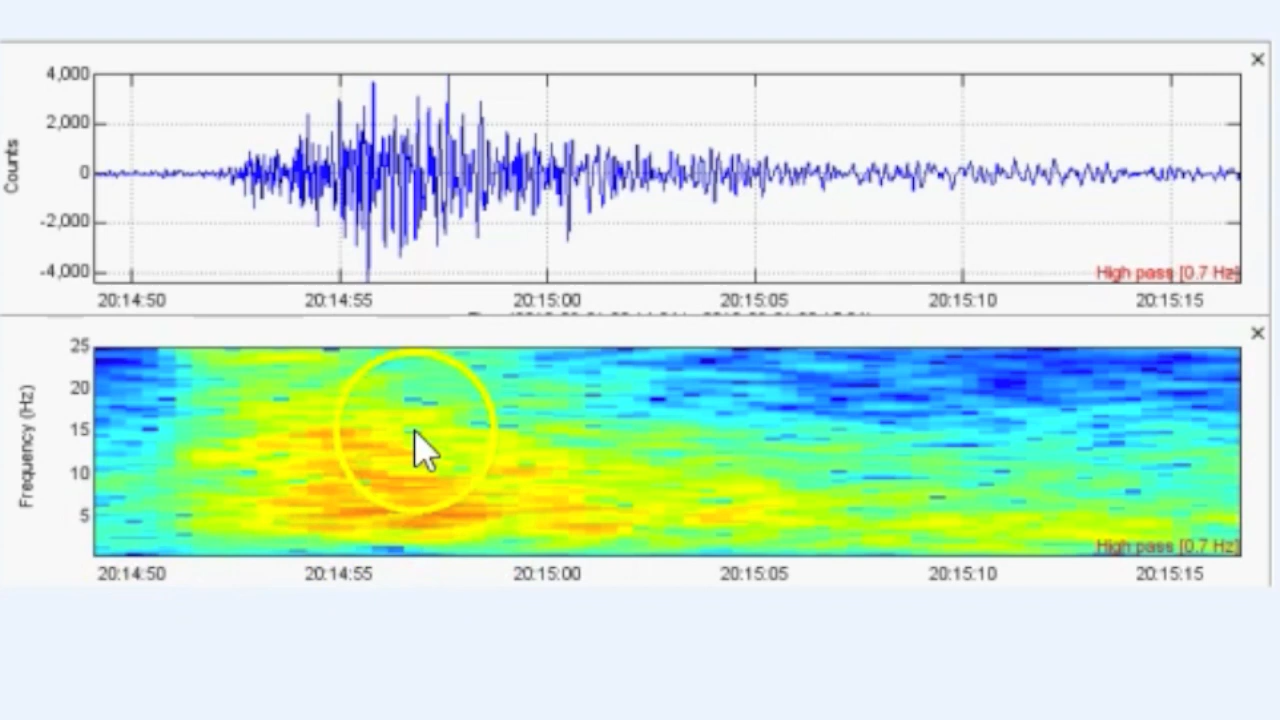 ×
4,000
2,000
0
-2,000
-4,000
Counts
High pass [0.7 Hz]
20:14:50 20:14:55 20:15:00 20:15:05 20:15:10 20:15:15
×
25
20
15
10
5
Frequency (Hz)
High pass [0.7 Hz]
20:14:50 20:14:55 20:15:00 20:15:05 20:15:10 20:15:15